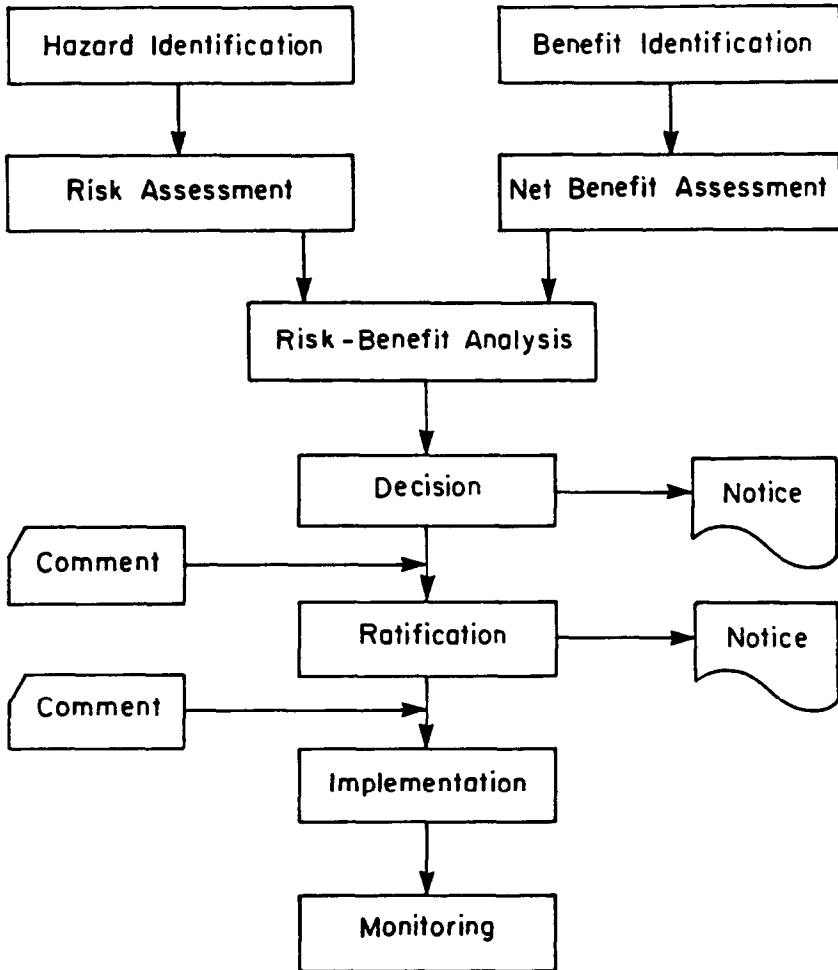 Hazard Identification
Benefit Identification
Risk Assessment
Net Benefit Assessment
Risk-Benefit Analysis
Decision
Notice
Comment
Ratification
Notice
Comment
Implementation
Monitoring